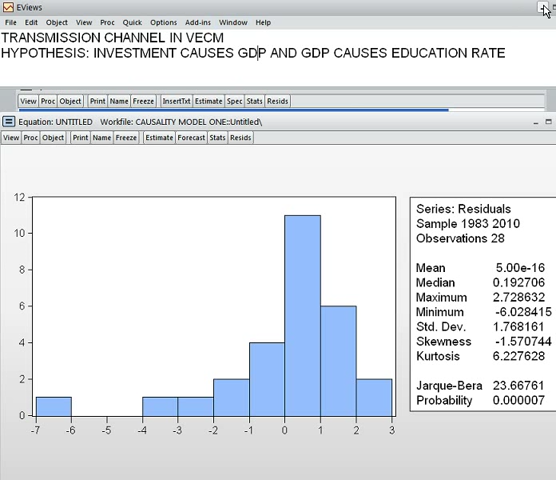 EViews
File Edit Object View Proc Quick Options Add-ins Window Help
TRANSMISSION CHANNEL IN VECM
HYPOTHESIS: INVESTMENT CAUSES GDP AND GDP CAUSES EDUCATION RATE
View Proc Object Print Name Freeze InsertTxt Estimate Spec Stats Resids
Equation: UNTITLED Workfile: CAUSALITY MODEL ONE::Untitled\
View Proc Object Print Name Freeze Estimate Forecast Stats Resids
12
10
8
6
4
2
0
-7 -6 -5 -4 -3 -2 -1 0 1 2 3
Series: Residuals
Sample 1983 2010
Observations 28
Mean 5.00e-16
Median 0.192706
Maximum 2.728632
Minimum -6.028415
Std. Dev. 1.768161
Skewness -1.570744
Kurtosis 6.227628
Jarque-Bera 23.66761
Probability 0.000007